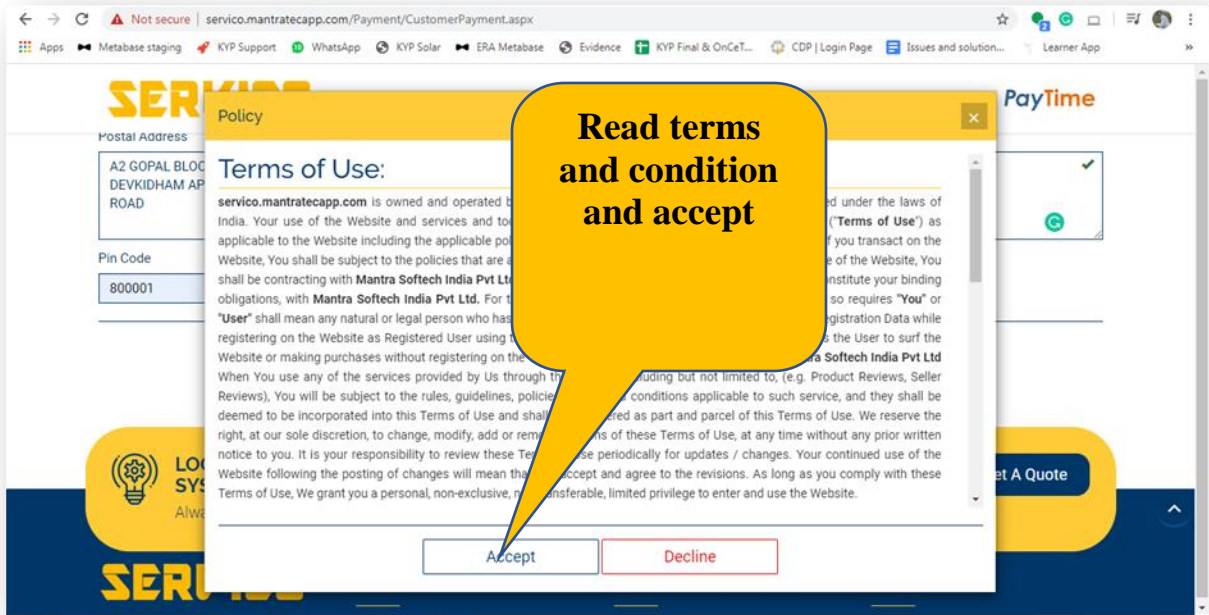 Not secure | servico.mantratecapp.com/Payment/CustomerPayment.aspx
Apps Metabase staging KYP Support WhatsApp KYP Solar ERA Metabase Evidence KYP Final & OnCeT... CDP | Login Page Issues and solution... Learner App »
SER
PayTime
Policy
×
Read terms
and condition
and accept
Postal Address
A2 GOPAL BLOC
DEVKIDHAM AP
ROAD
Pin Code
800001
Terms of Use:
servico.mantratecapp.com is owned and operated b ed under the laws of
India. Your use of the Website and services and too ("Terms of Use") as
applicable to the Website including the applicable pol f you transact on the
Website, You shall be subject to the policies that are a e of the Website, You
shall be contracting with Mantra Softech India Pvt Lt onstitute your binding
obligations, with Mantra Softech India Pvt Ltd. For t so requires "You" or
"User" shall mean any natural or legal person who has egistration Data while
registering on the Website as Registered User using t s the User to surf the
Website or making purchases without registering on the ra Softech India Pvt Ltd
When You use any of the services provided by Us through th uding but not limited to, (e.g. Product Reviews, Seller
Reviews), You will be subject to the rules, guidelines, policie conditions applicable to such service, and they shall be
deemed to be incorporated into this Terms of Use and shall ered as part and parcel of this Terms of Use. We reserve the
right, at our sole discretion, to change, modify, add or rem ns of these Terms of Use, at any time without any prior written
notice to you. It is your responsibility to review these Te se periodically for updates / changes. Your continued use of the
Website following the posting of changes will mean tha ccept and agree to the revisions. As long as you comply with these
Terms of Use, We grant you a personal, non-exclusive, n nsferable, limited privilege to enter and use the Website.
LO
SYS
Alwa
et A Quote
Accept
Decline
SER